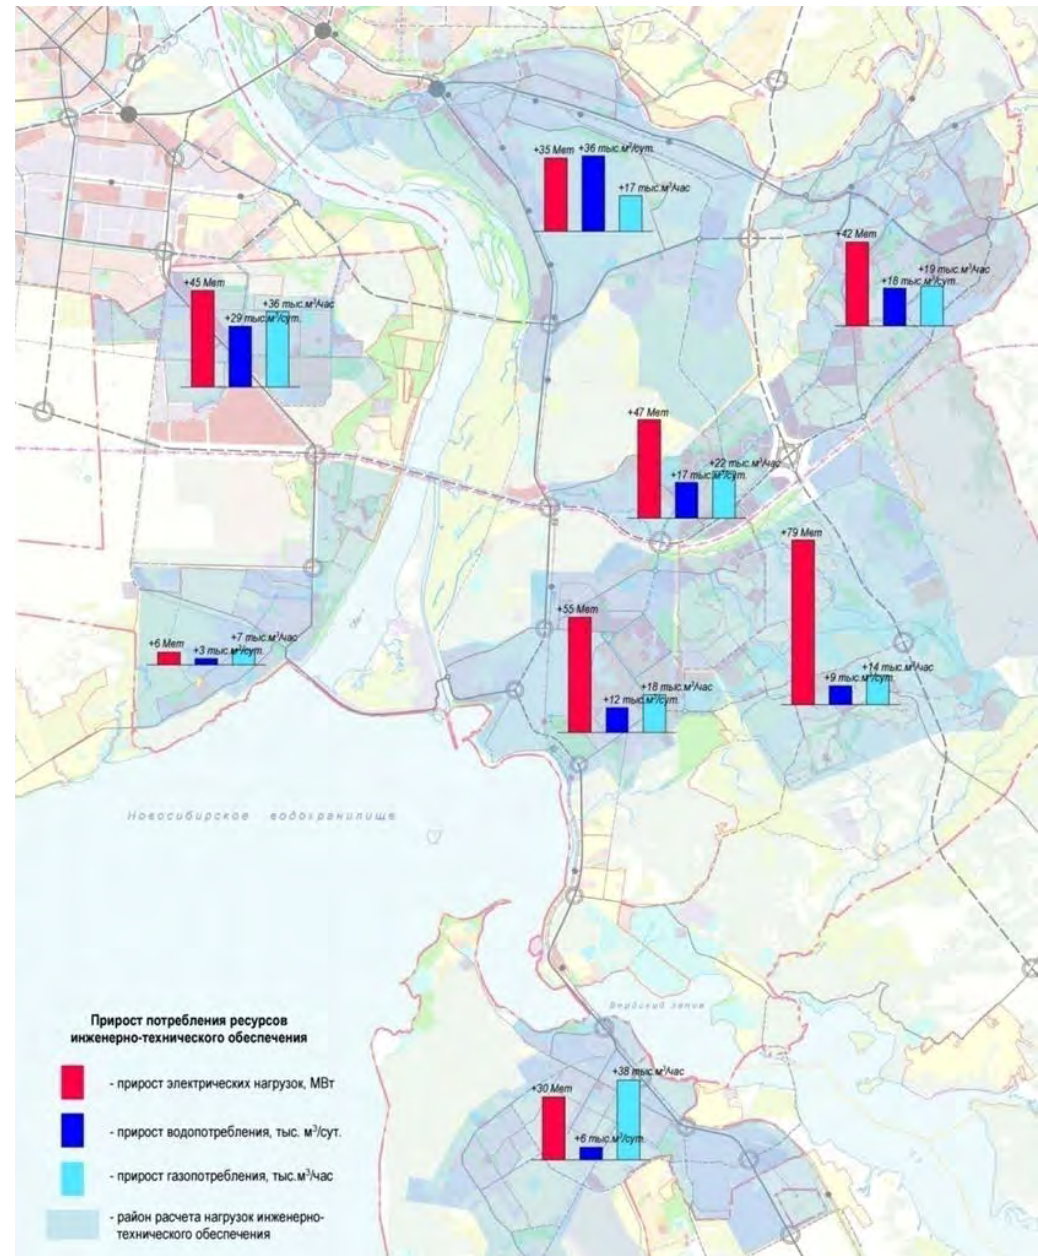 +35 Мвт
+36 тыс.м³/сут.
+17 тыс.м³/час
+42 Мвт
+19 тыс.м³/час
+18 тыс.м³/сут.
+45 Мвт
+36 тыс.м³/час
+29 тыс.м³/сут.
+47 Мвт
+22 тыс.м³/час
+17 тыс.м³/сут.
+79 Мвт
+14 тыс.м³/час
+9 тыс.м³/сут.
+55 Мвт
+18 тыс.м³/час
+12 тыс.м³/сут.
+6 Мвт
+7 тыс.м³/час
+3 тыс.м³/сут.
Новосибирское водохранилище
Бердский залив
Прирост потребления ресурсов
инженерно-технического обеспечения
- прирост электрических нагрузок, МВт
- прирост водопотребления, тыс. м³/сут.
- прирост газопотребления, тыс.м³/час
- район расчета нагрузок инженерно-
технического обеспечения
+30 Мвт
+38 тыс.м³/час
+6 тыс.м³/сут.